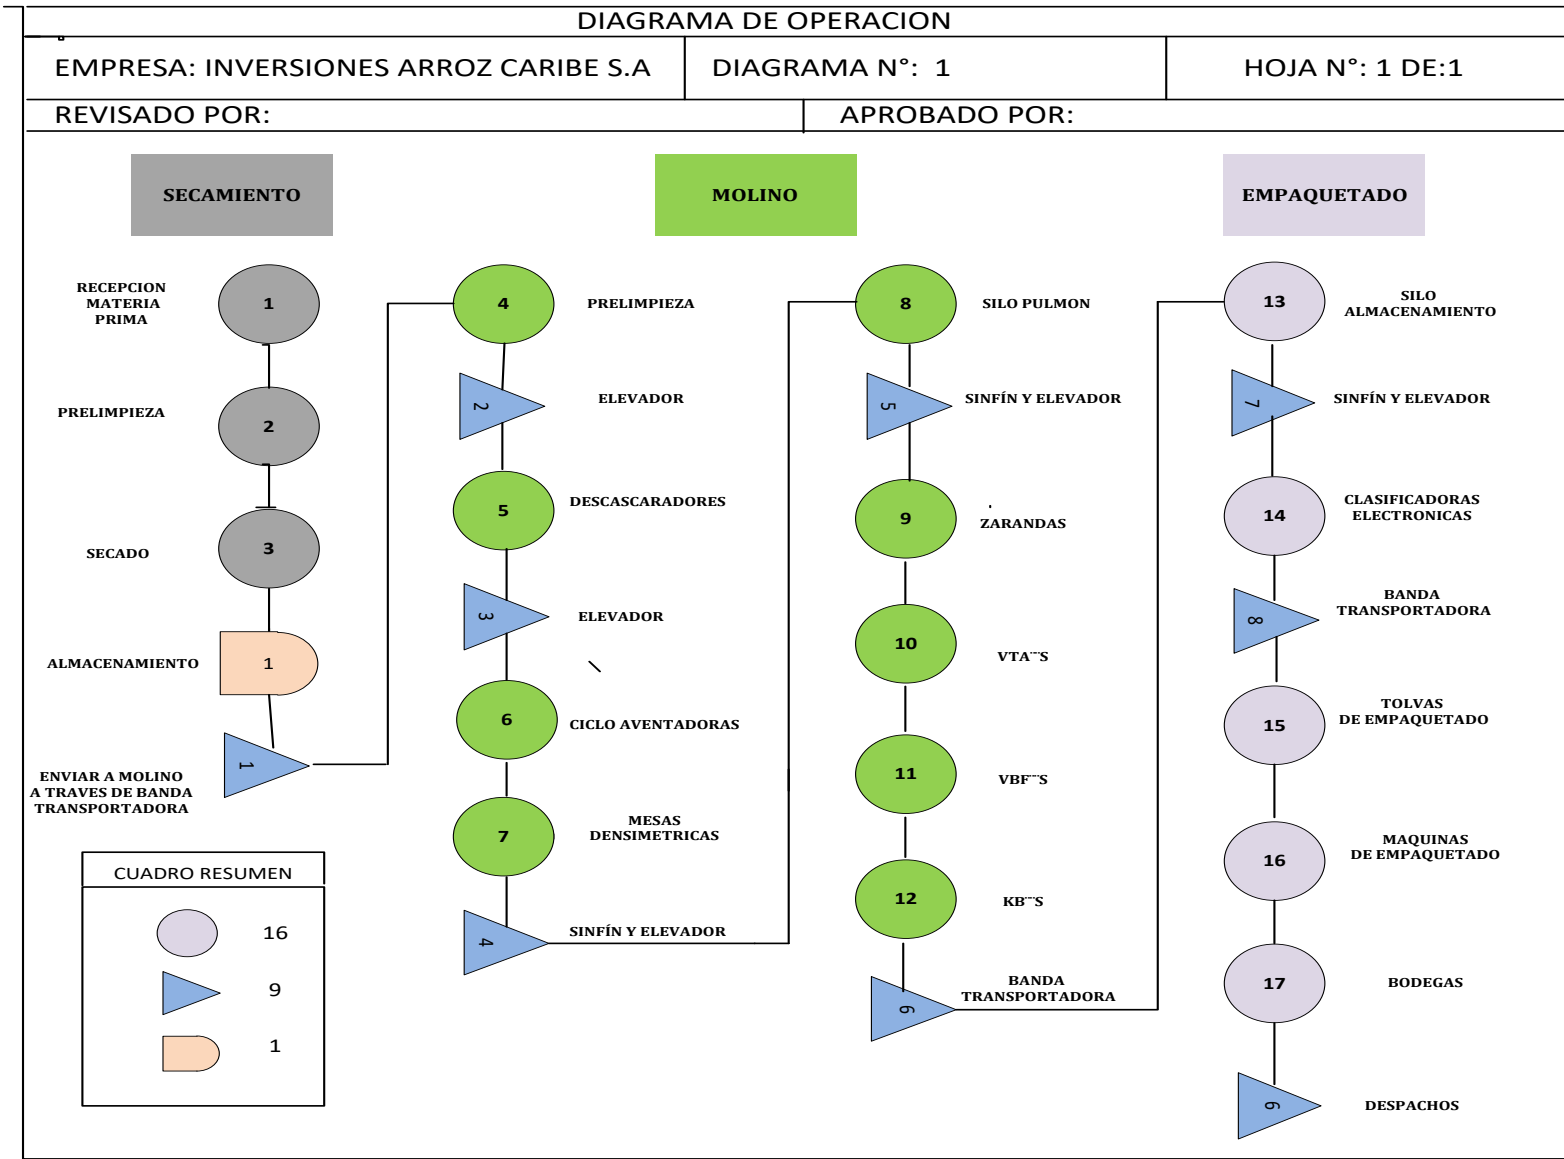 DIAGRAMA DE OPERACION
EMPRESA: INVERSIONES ARROZ CARIBE S.A
DIAGRAMA N°: 1
HOJA N°: 1 DE:1
REVISADO POR:
APROBADO POR:
SECAMIENTO
MOLINO
EMPAQUETADO
RECEPCION
MATERIA
PRIMA
1
PRELIMPIEZA
2
SECADO
3
ALMACENAMIENTO
1
ENVIAR A MOLINO
A TRAVES DE BANDA
TRANSPORTADORA
1
4
PRELIMPIEZA
2
ELEVADOR
5
DESCASCARADORES
3
ELEVADOR
6
CICLO AVENTADORAS
7
MESAS
DENSIMETRICAS
4
SINFÍN Y ELEVADOR
8
SILO PULMON
5
SINFÍN Y ELEVADOR
9
ZARANDAS
10
VTA¨¨S
11
VBF¨¨S
12
KB¨¨S
6
BANDA
TRANSPORTADORA
13
SILO
ALMACENAMIENTO
7
SINFÍN Y ELEVADOR
14
CLASIFICADORAS
ELECTRONICAS
8
BANDA
TRANSPORTADORA
15
TOLVAS
DE EMPAQUETADO
16
MAQUINAS
DE EMPAQUETADO
17
BODEGAS
6
DESPACHOS
CUADRO RESUMEN
16
9
1